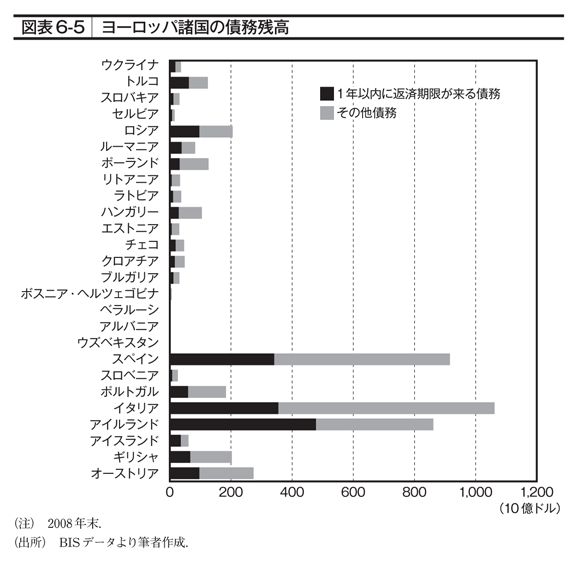 図表6-5 ヨーロッパ諸国の債務残高
ウクライナ
トルコ
スロバキア
セルビア
ロシア
ルーマニア
ポーランド
リトアニア
ラトビア
ハンガリー
エストニア
チェコ
クロアチア
ブルガリア
ボスニア・ヘルツェゴビナ
ベラルーシ
アルバニア
ウズベキスタン
スペイン
スロベニア
ポルトガル
イタリア
アイルランド
アイスランド
ギリシャ
オーストリア
1年以内に返済期限が来る債務
その他債務
0 200 400 600 800 1,000 1,200
(10億ドル)
(注) 2008年末.
(出所) BISデータより筆者作成.